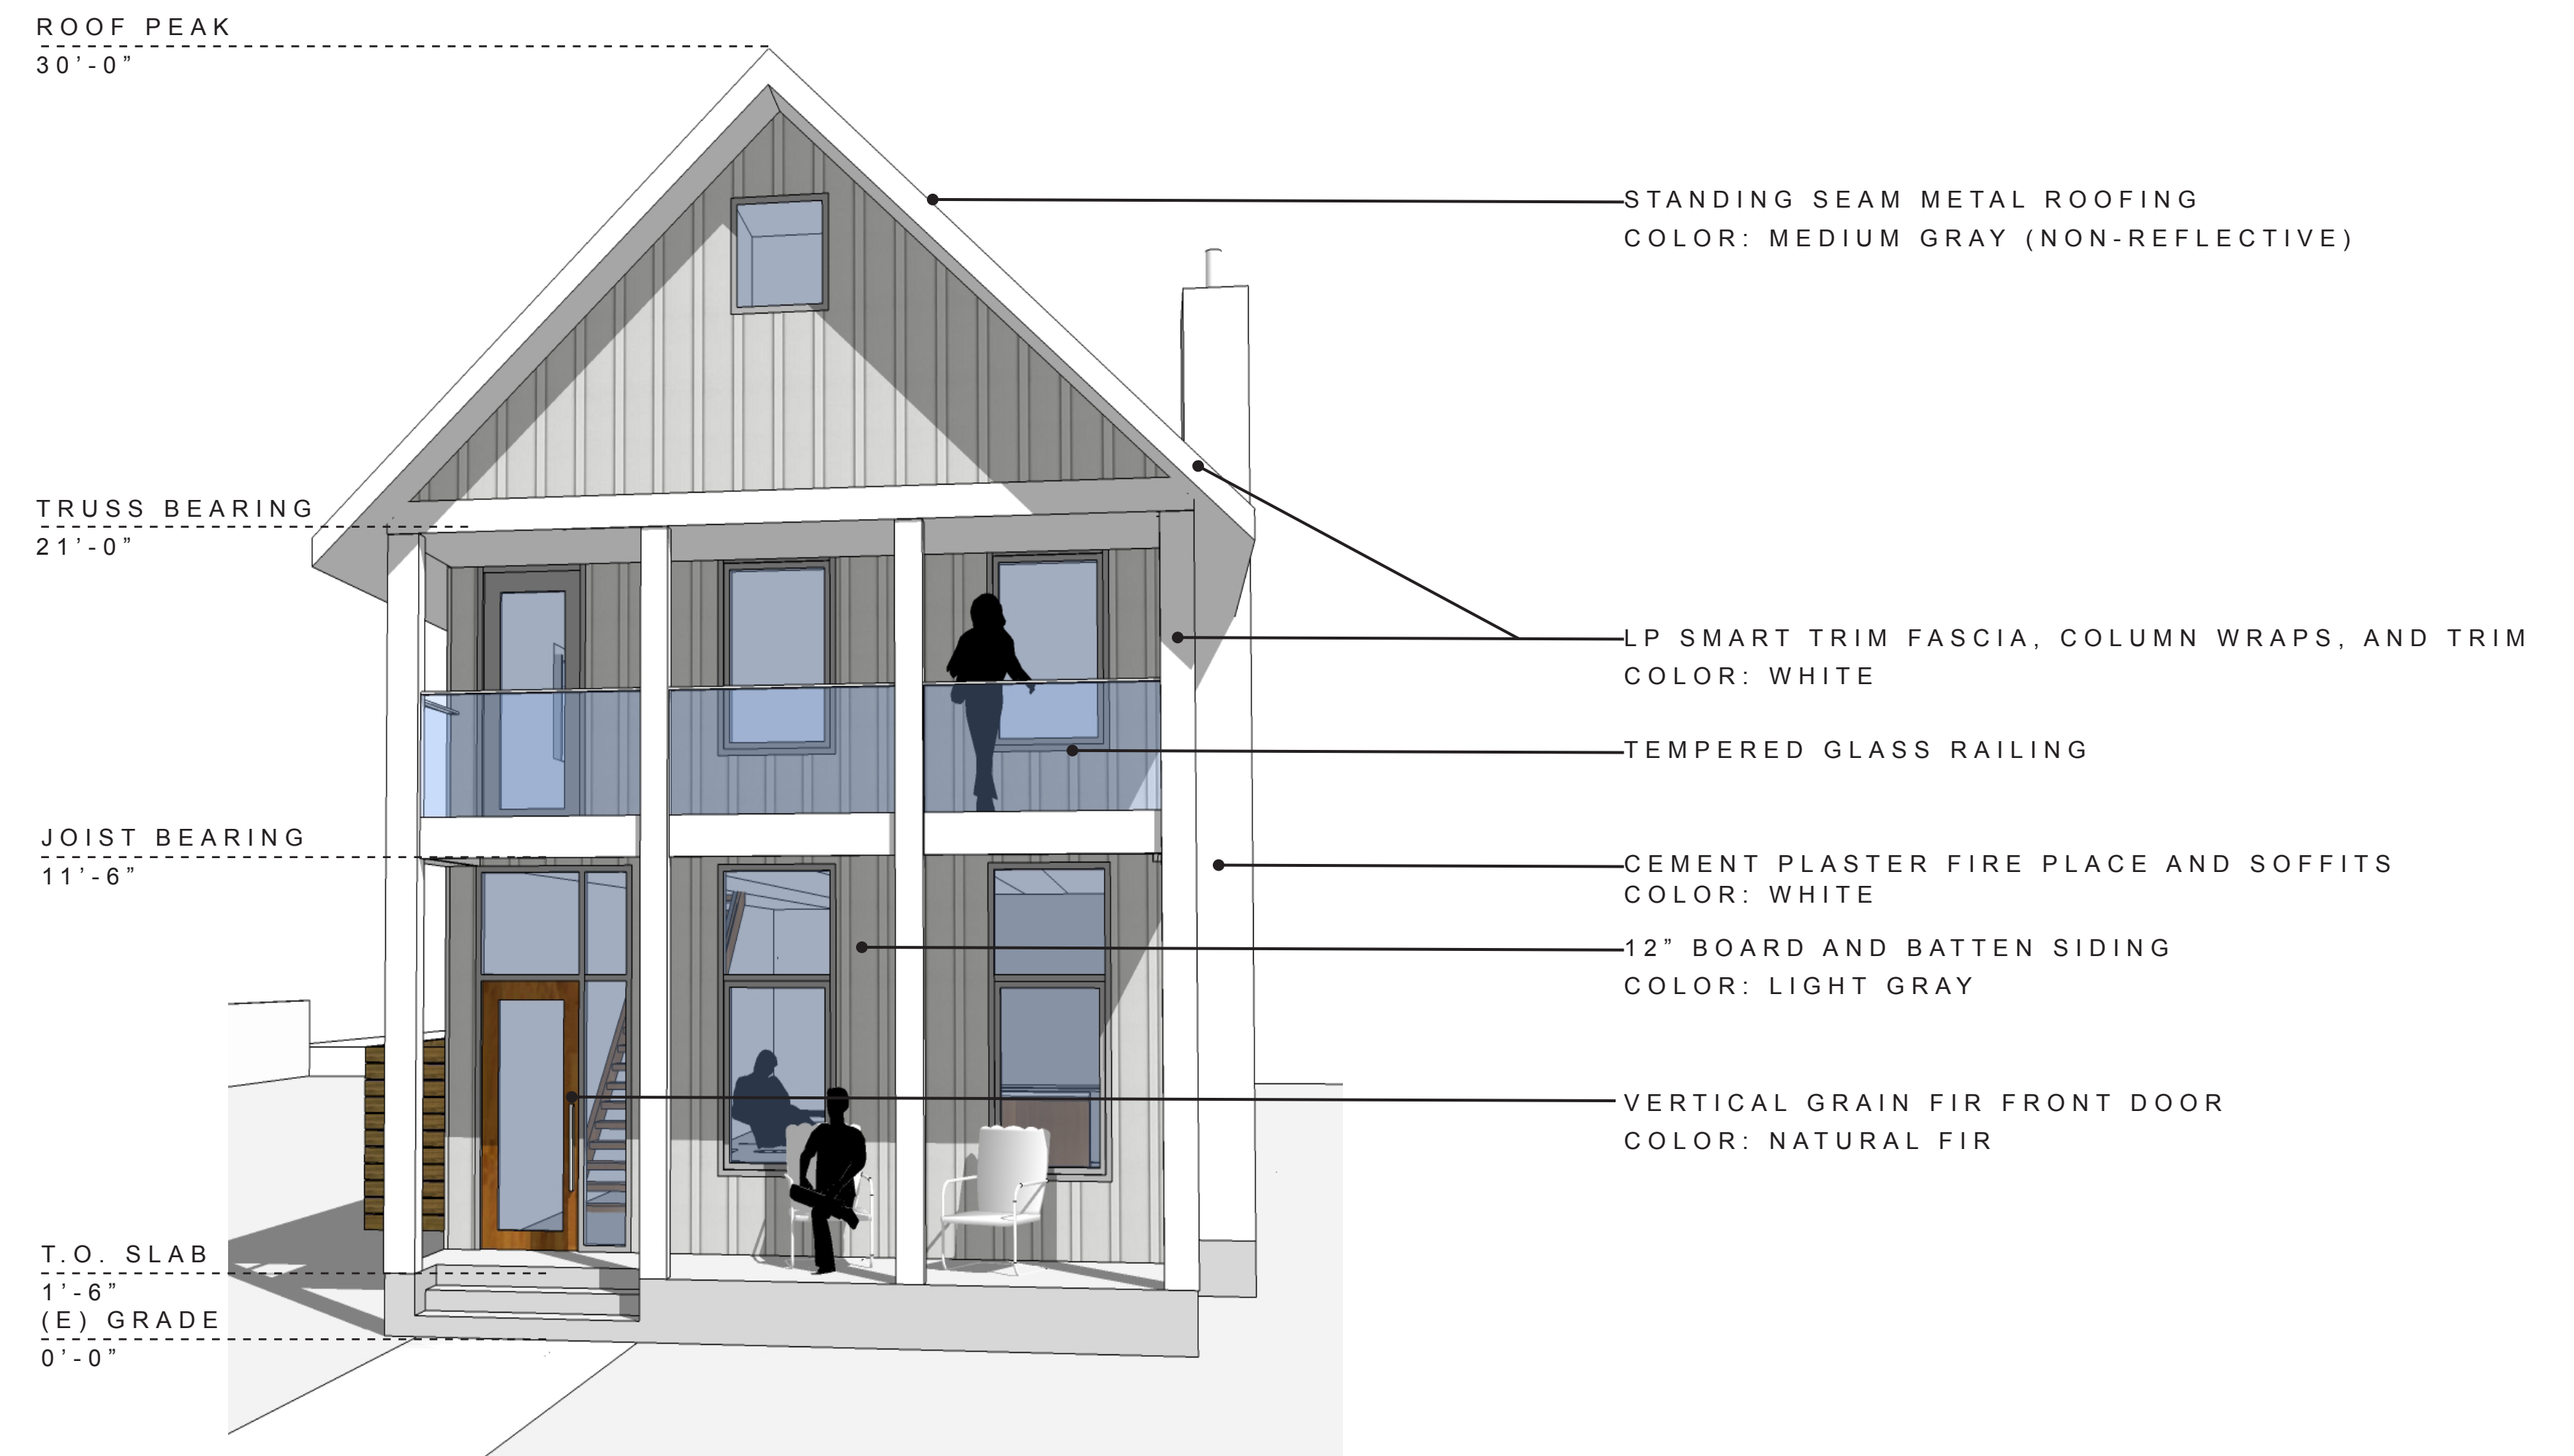 ROOF PEAK
30’-0”
TRUSS BEARING
21’-0”
JOIST BEARING
11’-6”
T.O. SLAB
1’-6”
(E) GRADE
0’-0”
STANDING SEAM METAL ROOFING
COLOR: MEDIUM GRAY (NON-REFLECTIVE)
LP SMART TRIM FASCIA, COLUMN WRAPS, AND TRIM
COLOR: WHITE
TEMPERED GLASS RAILING
CEMENT PLASTER FIRE PLACE AND SOFFITS
COLOR: WHITE
12” BOARD AND BATTEN SIDING
COLOR: LIGHT GRAY
VERTICAL GRAIN FIR FRONT DOOR
COLOR: NATURAL FIR